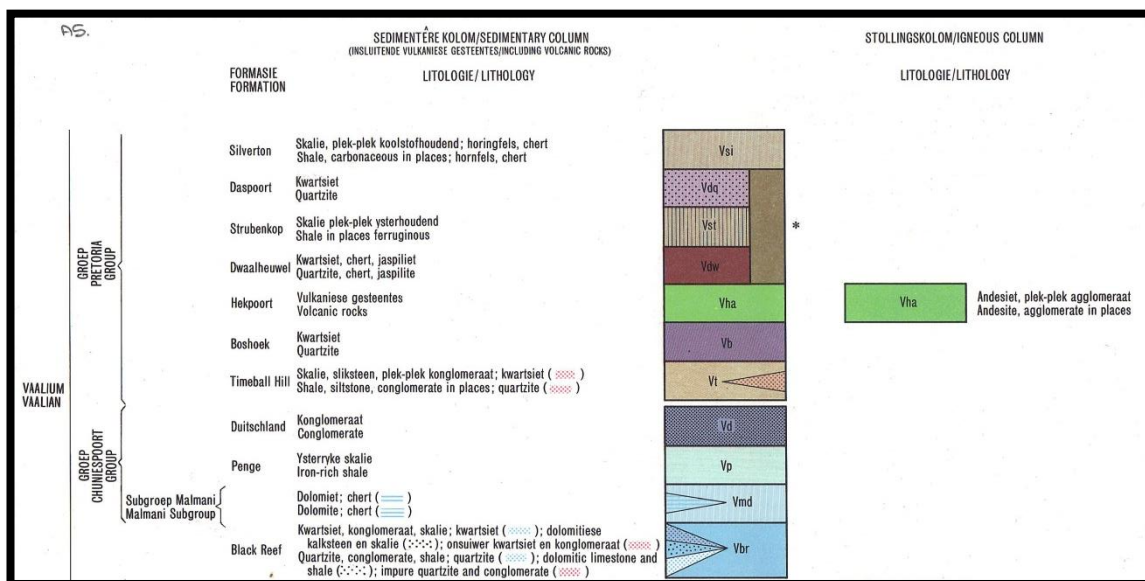 AS.
SEDIMENTÊRE KOLOM/SEDIMENTARY COLUMN
(INSLUITENDE VULKANIESE GESTEENTES/INCLUDING VOLCANIC ROCKS)
STOLLINGSKOLOM/IGNEOUS COLUMN
FORMASIE
FORMATION
LITOLOGIE/LITHOLOGY
LITOLOGIE/LITHOLOGY
VAALIUM
VAALIAN
GROEP
PRETORIA
GROUP
Silverton
Skalie, plek-plek koolstofhoudend; horingfels, chert
Shale, carbonaceous in places; hornfels, chert
Vsi
Daspoort
Kwartsiet
Quartzite
Vdq
Strubenkop
Skalie plek-plek ysterhoudend
Shale in places ferruginous
Vst
*
Dwaalheuwel
Kwartsiet, chert, jaspiliet
Quartzite, chert, jaspilite
Vdw
Hekpoort
Vulkaniese gesteentes
Volcanic rocks
Vha
Vha
Andesiet, plek-plek agglomeraat
Andesite, agglomerate in places
Boshoek
Kwartsiet
Quartzite
Vb
Timeball Hill
Skalie, sliksteen, plek-plek konglomeraat; kwartsiet ( )
Shale, siltstone, conglomerate in places; quartzite ( )
Vt
GROEP
CHUNIESPOORT
GROUP
Duitschland
Konglomeraat
Conglomerate
Vd
Penge
Ysterryke skalie
Iron-rich shale
Vp
Subgroep Malmani
Malmani Subgroup
Dolomiet; chert ( )
Dolomite; chert ( )
Vmd
Black Reef
Kwartsiet, konglomeraat, skalie; kwartsiet ( ); dolomitiese
kalksteen en skalie ( ); onsuiwer kwartsiet en konglomeraat ( )
Quartzite, conglomerate, shale; quartzite ( ); dolomitic limestone and
shale ( ); impure quartzite and conglomerate ( )
Vbr